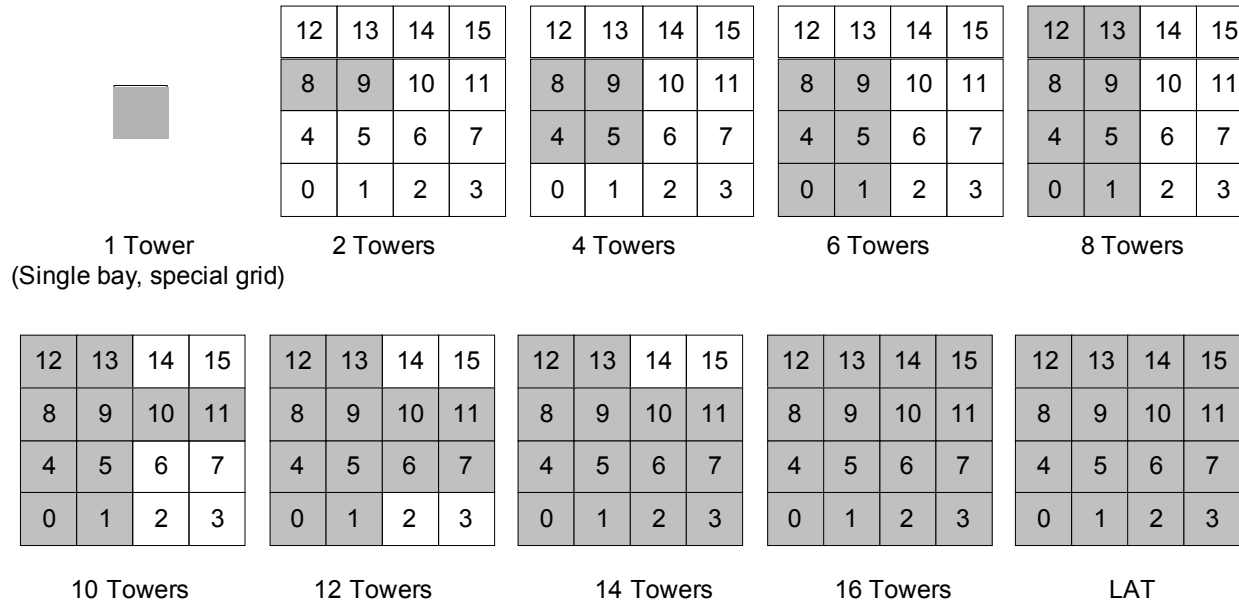 12 13 14 15 12 13 14 15 12 13 14 15 12 13 14 15
8 9 10 11 8 9 10 11 8 9 10 11 8 9 10 11
4 5 6 7 4 5 6 7 4 5 6 7 4 5 6 7
0 1 2 3 0 1 2 3 0 1 2 3 0 1 2 3
1 Tower 2 Towers 4 Towers 6 Towers 8 Towers
(Single bay, special grid)
12 13 14 15 12 13 14 15 12 13 14 15 12 13 14 15 12 13 14 15
8 9 10 11 8 9 10 11 8 9 10 11 8 9 10 11 8 9 10 11
4 5 6 7 4 5 6 7 4 5 6 7 4 5 6 7 4 5 6 7
0 1 2 3 0 1 2 3 0 1 2 3 0 1 2 3 0 1 2 3
10 Towers 12 Towers 14 Towers 16 Towers LAT